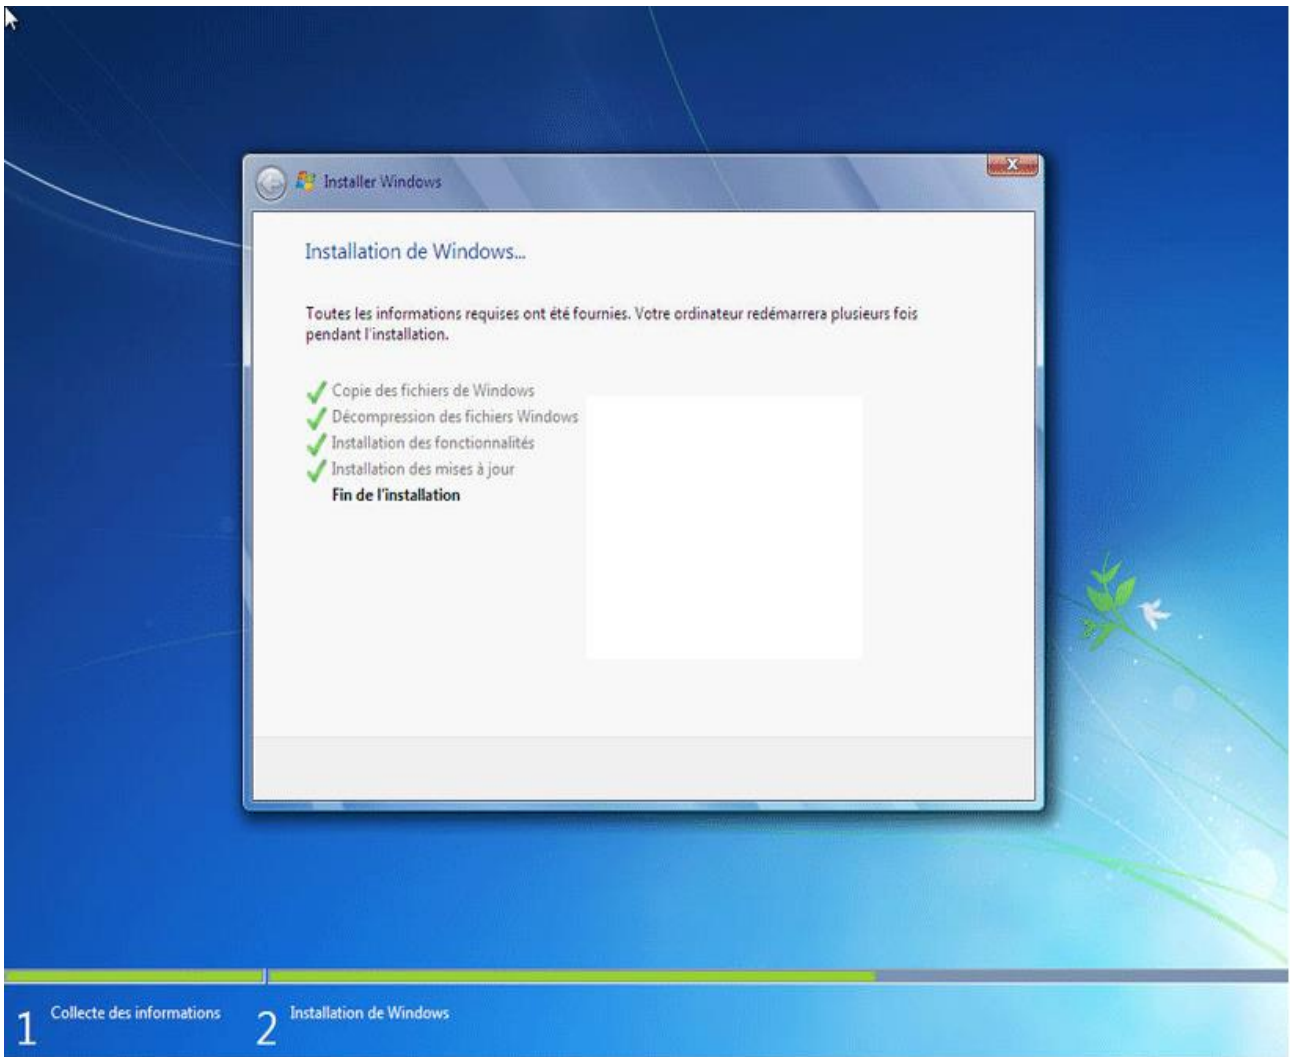 Installer Windows
Installation de Windows...
Toutes les informations requises ont été fournies. Votre ordinateur redémarrera plusieurs fois
pendant l'installation.
Copie des fichiers de Windows
Décompression des fichiers Windows
Installation des fonctionnalités
Installation des mises à jour
Fin de l'installation
1 Collecte des informations 2 Installation de Windows